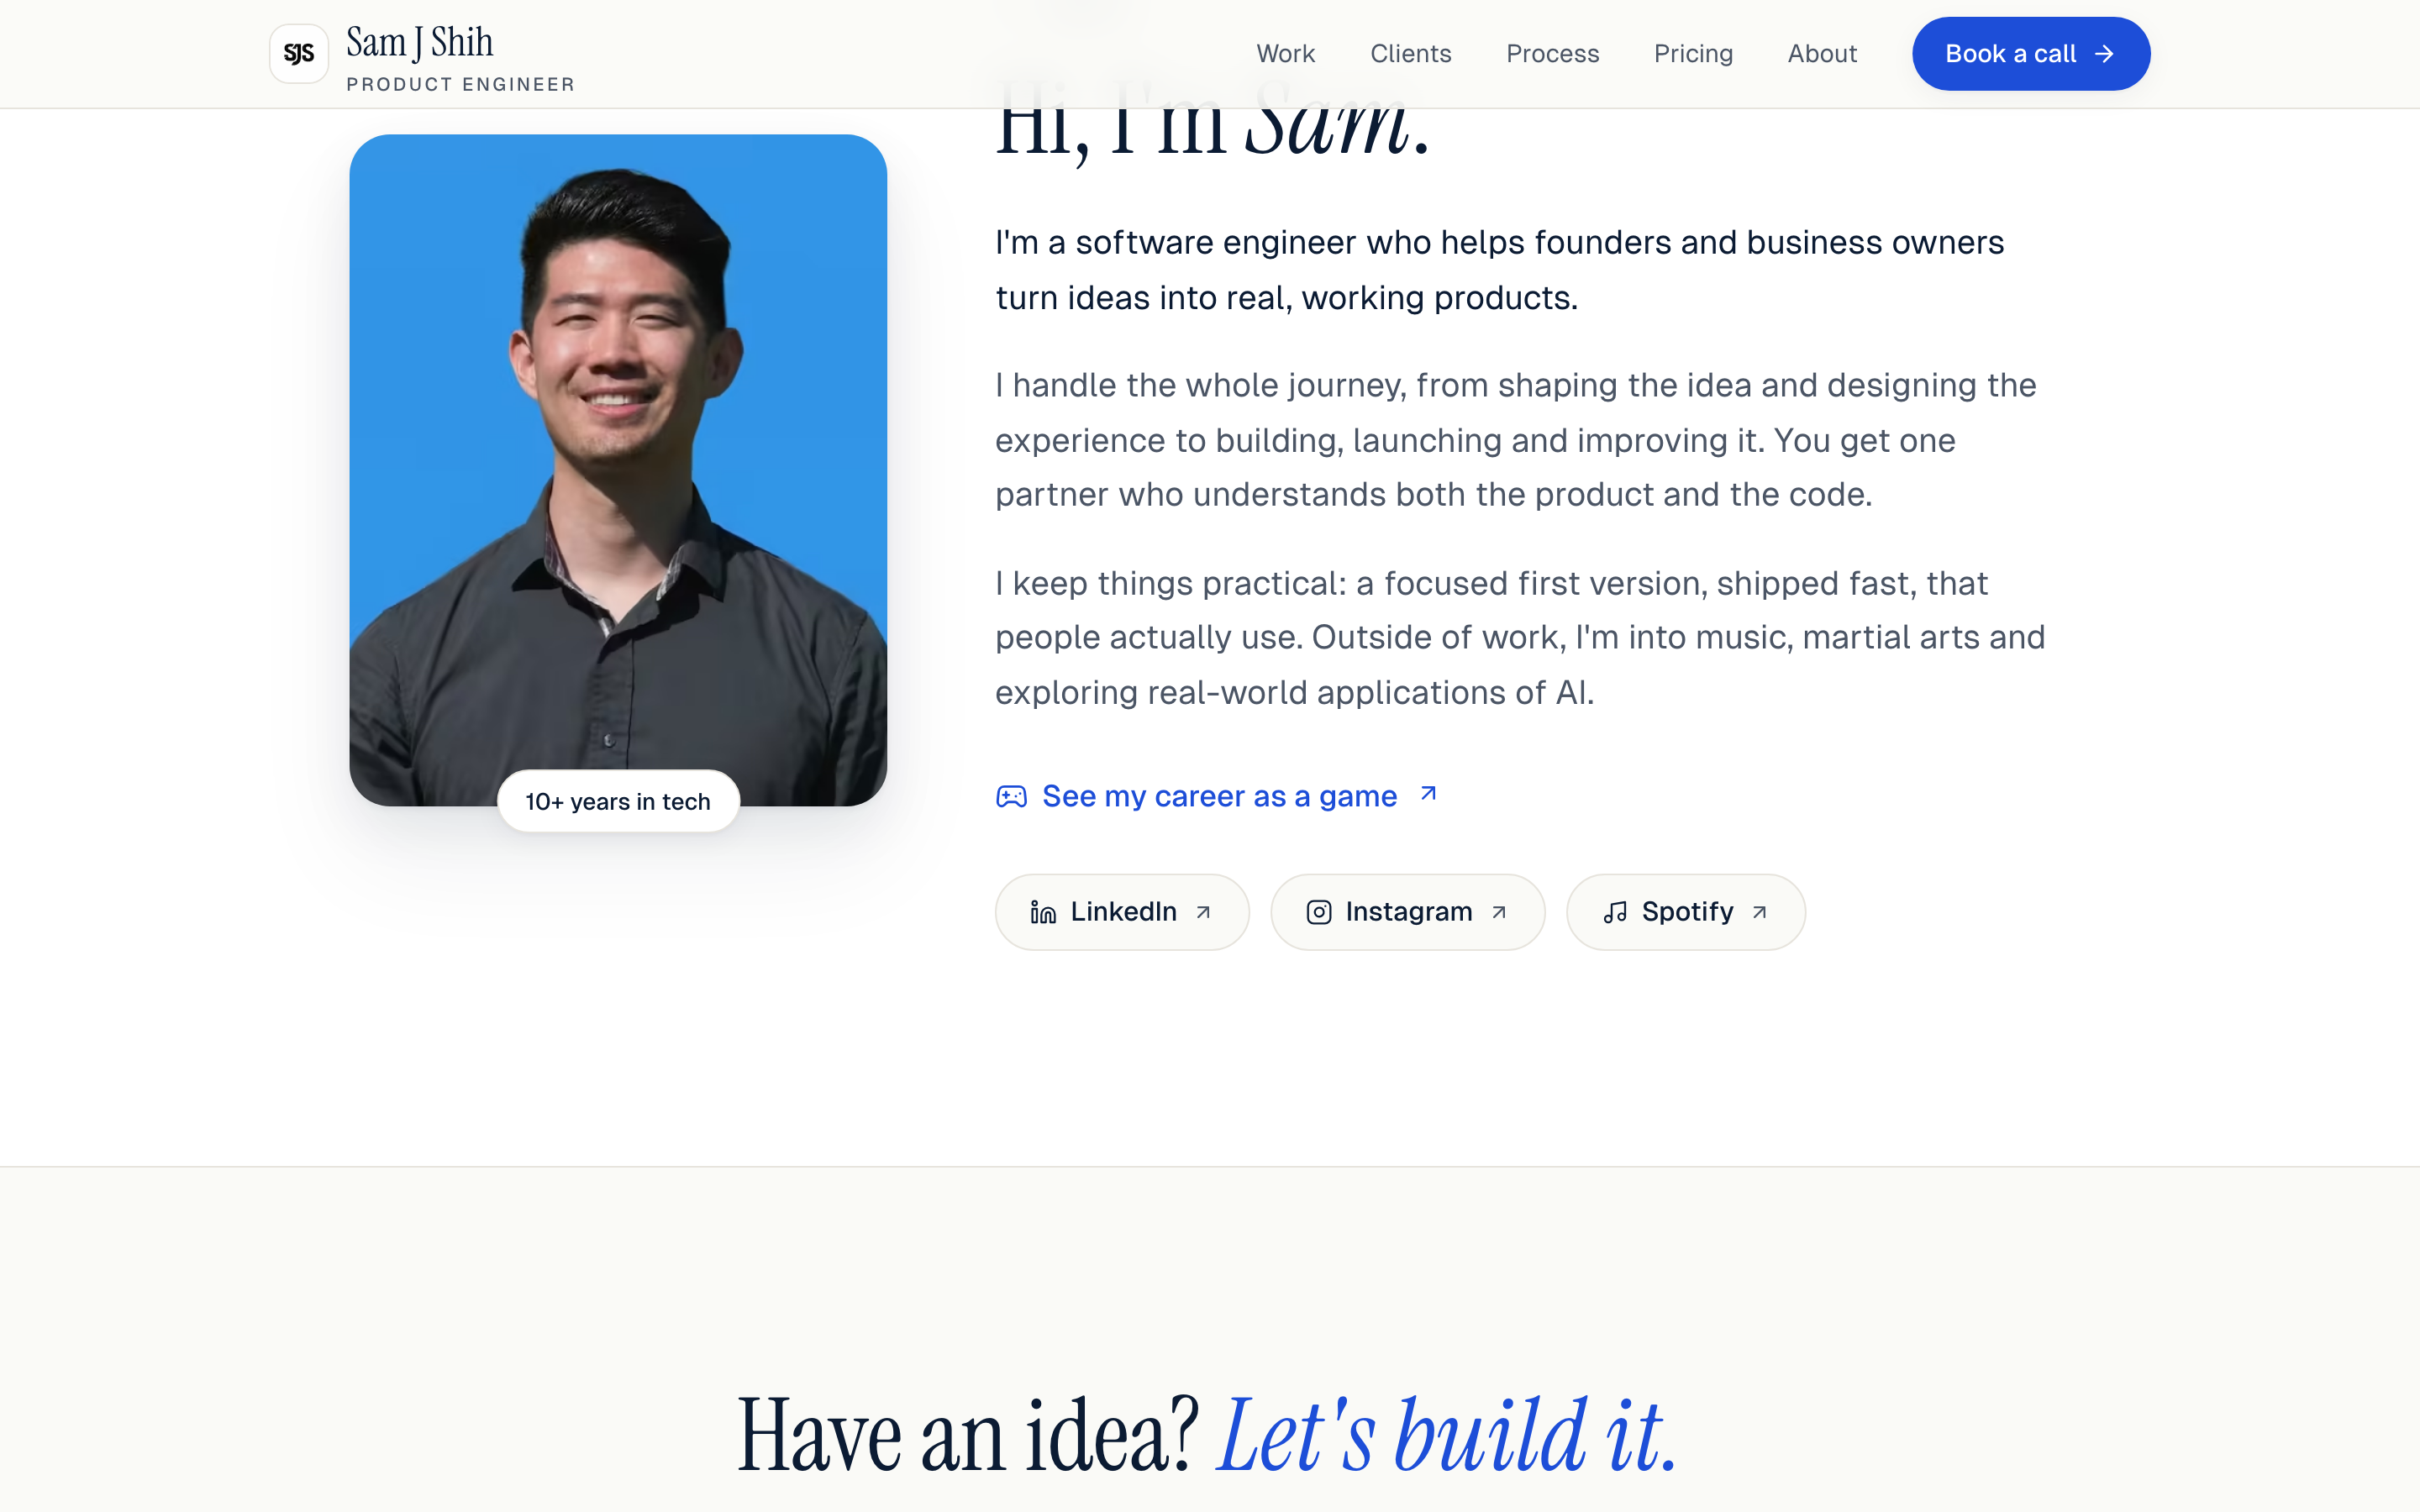 SJS
Sam J Shih
PRODUCT ENGINEER
Work
Clients
Process
Pricing
About
Book a call
Hi, I'm Sam.
I'm a software engineer who helps founders and business owners
turn ideas into real, working products.
I handle the whole journey, from shaping the idea and designing the
experience to building, launching and improving it. You get one
partner who understands both the product and the code.
I keep things practical: a focused first version, shipped fast, that
people actually use. Outside of work, I'm into music, martial arts and
exploring real-world applications of AI.
10+ years in tech
See my career as a game
LinkedIn
Instagram
Spotify
Have an idea? Let's build it.